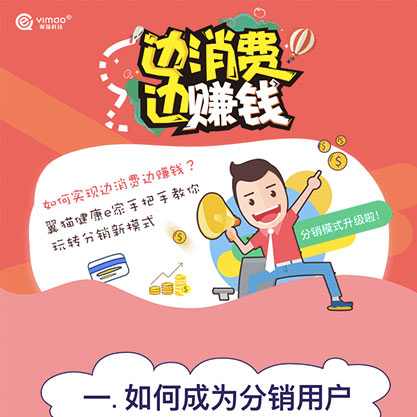 YIMAO®
翼猫科技
边消费
边赚钱
如何实现边消费边赚钱？
翼猫健康e家手把手教你
玩转分销新模式
分销模式升级啦！
一.如何成为分销用户